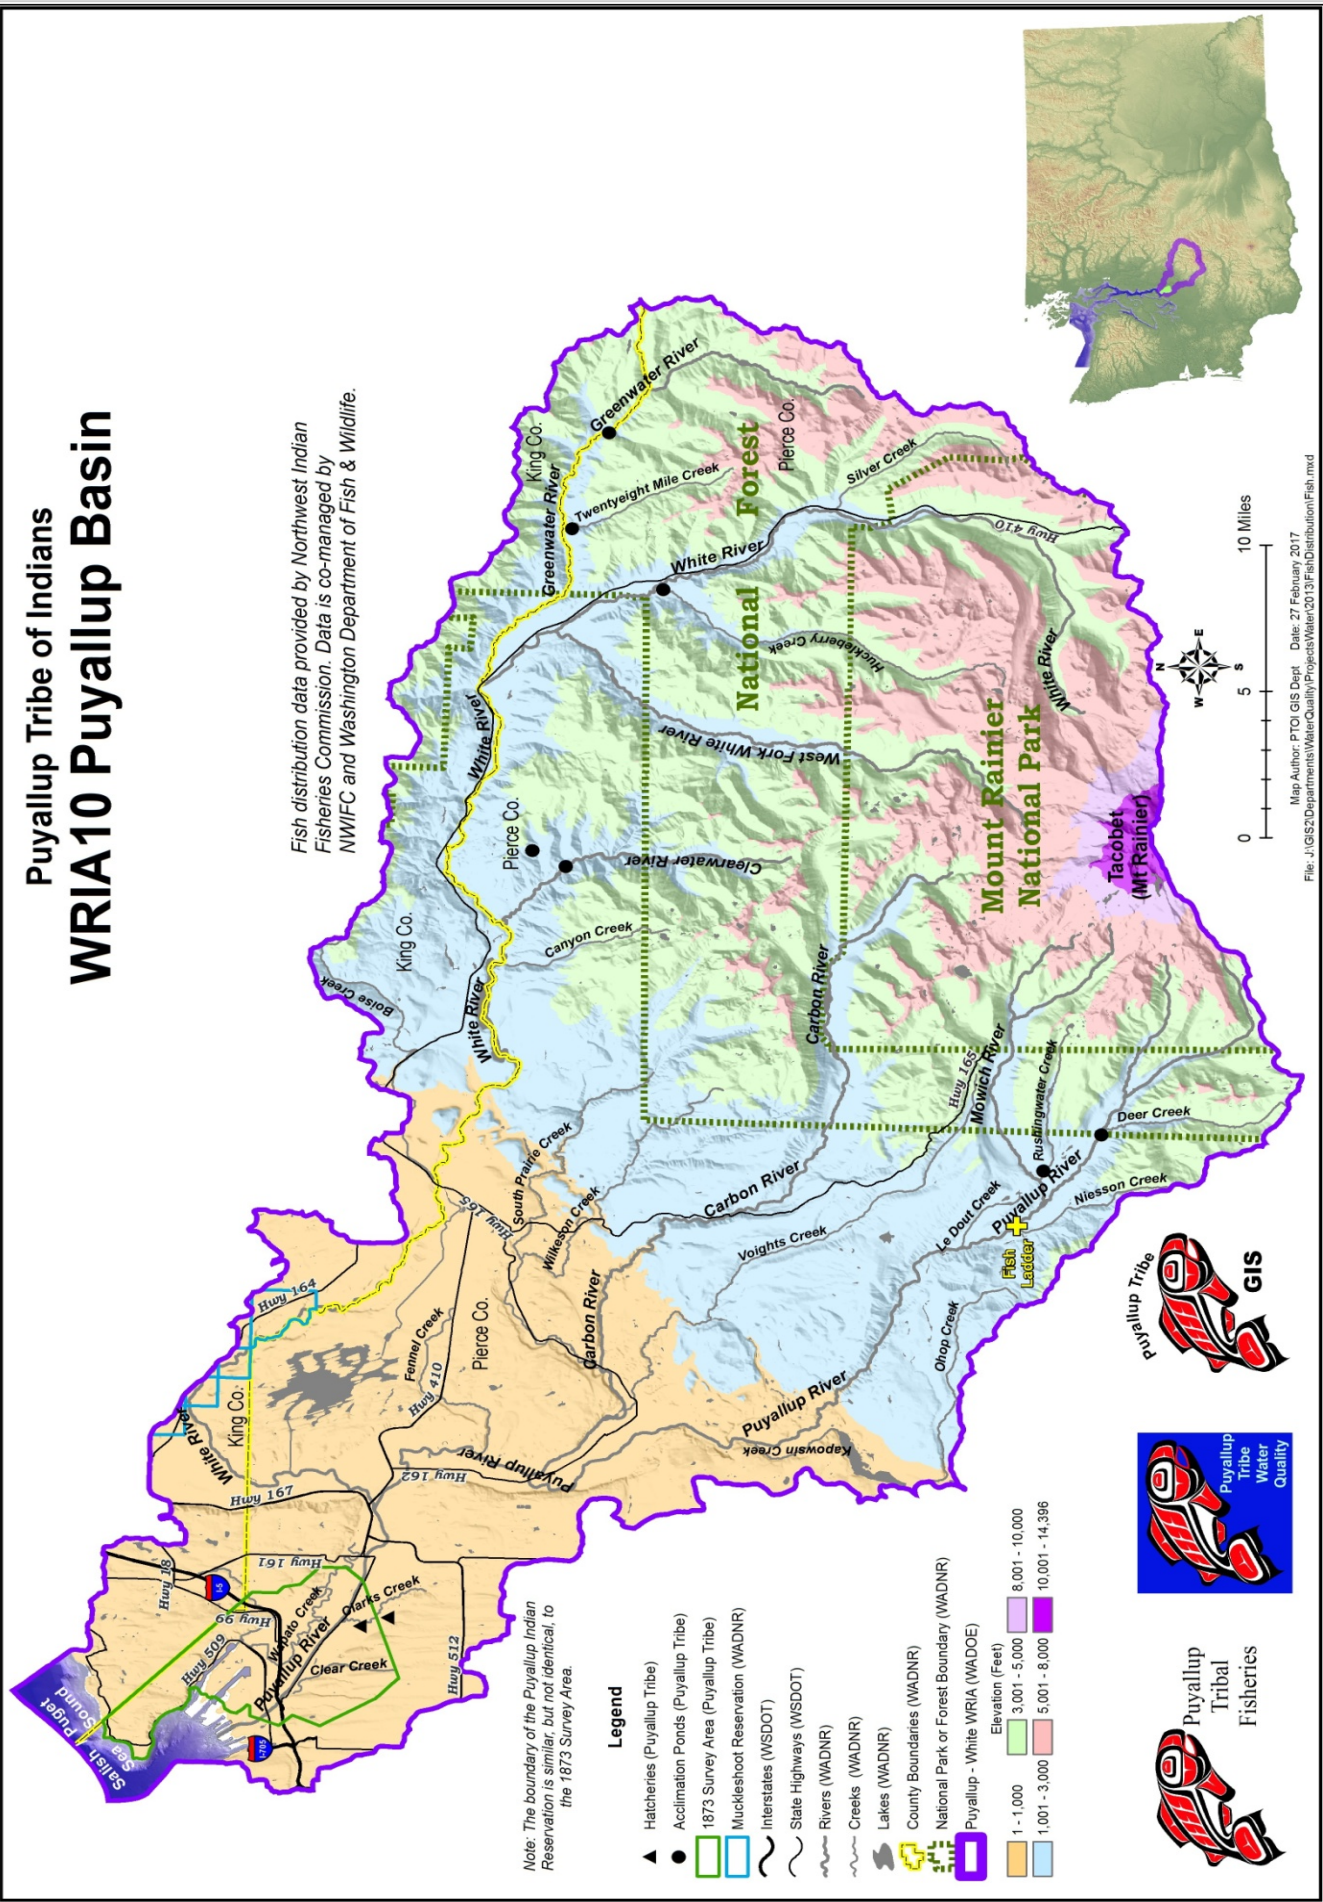 Puyallup Tribe of Indians
WRIA10 Puyallup Basin
Fish distribution data provided by Northwest Indian
Fisheries Commission. Data is co-managed by
NWIFC and Washington Department of Fish & Wildlife.
Salish
Sea
Puget
Sound
Hwy 18
I-5
Hwy 99
Hwy 509
I-705
Hwy 161
Hwy 167
Wapato Creek
Puyallup River
Clarks Creek
Clear Creek
Hwy 512
White River
King Co.
Hwy 164
Hwy 162
Puyallup River
Hwy 410
Fennel Creek
Pierce Co.
Hwy 165
South Prairie Creek
Wilkeson Creek
Carbon River
Carbon River
Voights Creek
Puyallup River
Kapowsin Creek
Ohop Creek
Fish
Ladder
Le Dout Creek
Puyallup River
Niesson Creek
Deer Creek
Rushingwater Creek
Mowich River
Hwy 165
Carbon River
Boise Creek
King Co.
White River
Canyon Creek
Pierce Co.
Clearwater River
White River
West Fork White River
Greenwater River
King Co.
Greenwater River
Twentyeight Mile Creek
White River
Huckleberry Creek
National Forest
Pierce Co.
Silver Creek
Hwy 410
White River
Mount Rainier
National Park
Tacobet
(Mt Rainier)
Note: The boundary of the Puyallup Indian
Reservation is similar, but not identical, to
the 1873 Survey Area.
Legend
Hatcheries (Puyallup Tribe)
Acclimation Ponds (Puyallup Tribe)
1873 Survey Area (Puyallup Tribe)
Muckleshoot Reservation (WADNR)
Interstates (WSDOT)
State Highways (WSDOT)
Rivers (WADNR)
Creeks (WADNR)
Lakes (WADNR)
County Boundaries (WADNR)
National Park or Forest Boundary (WADNR)
Puyallup - White WRIA (WADOE)
Elevation (Feet)
1 - 1,000
3,001 - 5,000
8,001 - 10,000
1,001 - 3,000
5,001 - 8,000
10,001 - 14,396
Puyallup
Tribal
Fisheries
Puyallup
Tribe
Water
Quality
Puyallup Tribe
GIS
N
W
E
S
0
5
10 Miles
Map Author: PTOI GIS Dept Date: 27 February 2017
File: J:\GIS2\Departments\WaterQuality\Projects\Water\2013\FishDistribution\Fish.mxd